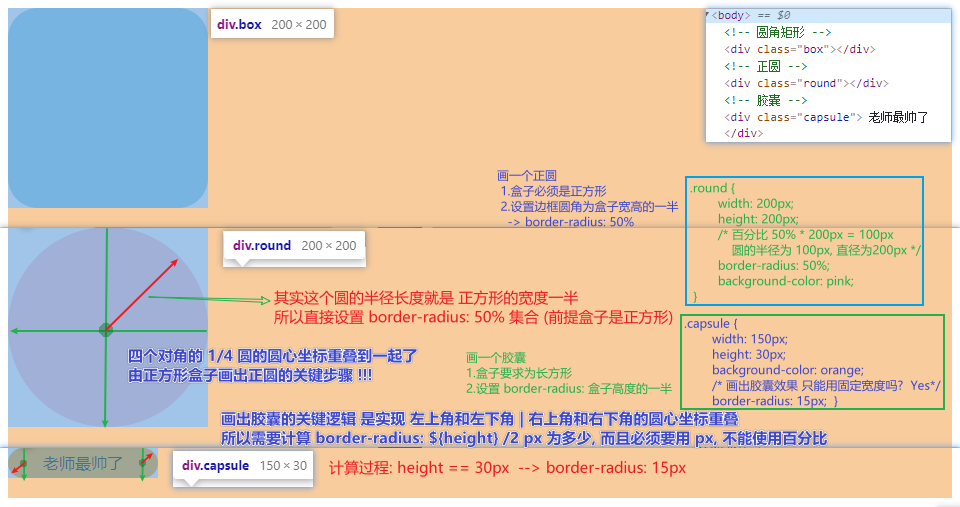 div.box 200 × 200
<body> == $0
<!-- 圆角矩形 -->
<div class="box"></div>
<!-- 正圆 -->
<div class="round"></div>
<!-- 胶囊 -->
<div class="capsule"> 老师最帅了
</div>
画一个正圆
1.盒子必须是正方形
2.设置边框圆角为盒子宽高的一半
--> border-radius: 50%
.round {
width: 200px;
height: 200px;
/* 百分比 50% * 200px = 100px
圆的半径为 100px, 直径为200px */
border-radius: 50%;
background-color: pink;
}
div.round 200 × 200
其实这个圆的半径长度就是 正方形的宽度一半
所以直接设置 border-radius: 50% 集合 (前提盒子是正方形)
四个对角的 1/4 圆的圆心坐标重叠到一起了
由正方形盒子画出正圆的关键步骤 !!!
画一个胶囊
1.盒子要求为长方形
2.设置 border-radius: 盒子高度的一半
.capsule {
width: 150px;
height: 30px;
background-color: orange;
/* 画出胶囊效果 只能用固定宽度吗? Yes*/
border-radius: 15px; }
画出胶囊的关键逻辑 是实现 左上角和左下角 | 右上角和右下角的圆心坐标重叠
所以需要计算 border-radius: ${height} /2 px 为多少, 而且必须要用 px, 不能使用百分比
老师最帅了
div.capsule 150 × 30
计算过程: height == 30px --> border-radius: 15px